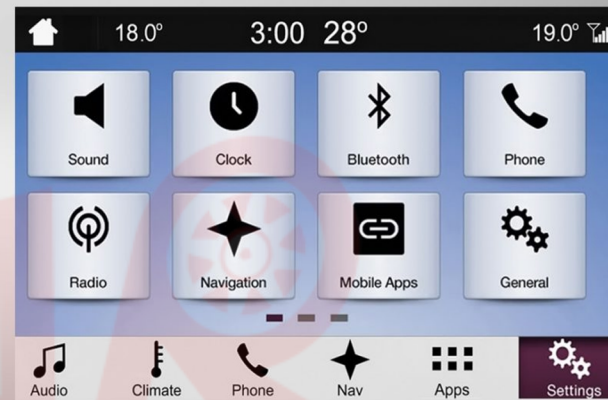 18.0° 3:00 28° 19.0°
Sound Clock Bluetooth Phone
Radio Navigation Mobile Apps General
Audio Climate Phone Nav Apps Settings